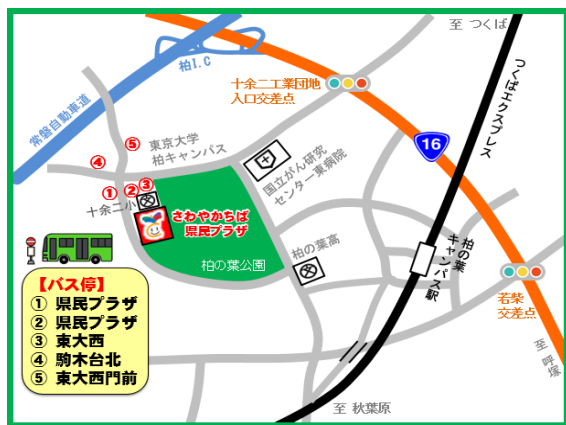 至 つくば
柏I.C
つくばエクスプレス
十余二工業団地
入口交差点
常磐自動車道
⑤
東京大学
柏キャンパス
16
④
国立がん研究
センター東病院
① ② ③
十余二小
さわやかちば
県民プラザ
柏の葉公園
柏の葉高
柏の葉
キャンパス駅
若柴
交差点
【バス停】
① 県民プラザ
② 県民プラザ
③ 東大西
④ 駒木台北
⑤ 東大西門前
至 呼塚
至 秋葉原